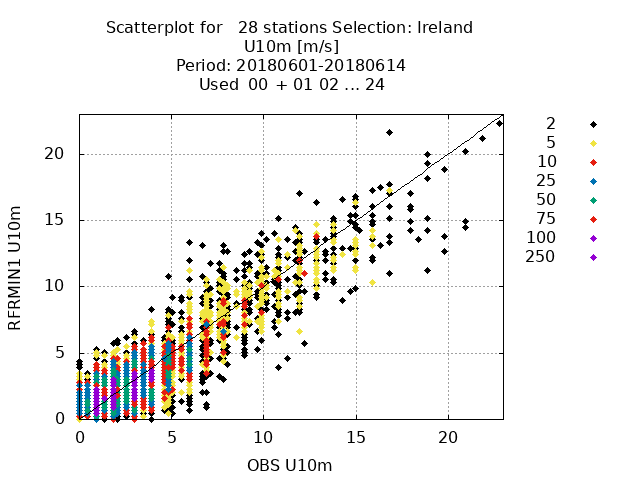 Scatterplot for 28 stations Selection: Ireland
U10m [m/s]
Period: 20180601-20180614
Used 00 + 01 02 ... 24
RFRMIN1 U10m
20
15
10
5
0
0 5 10 15 20
OBS U10m
2
5
10
25
50
75
100
250